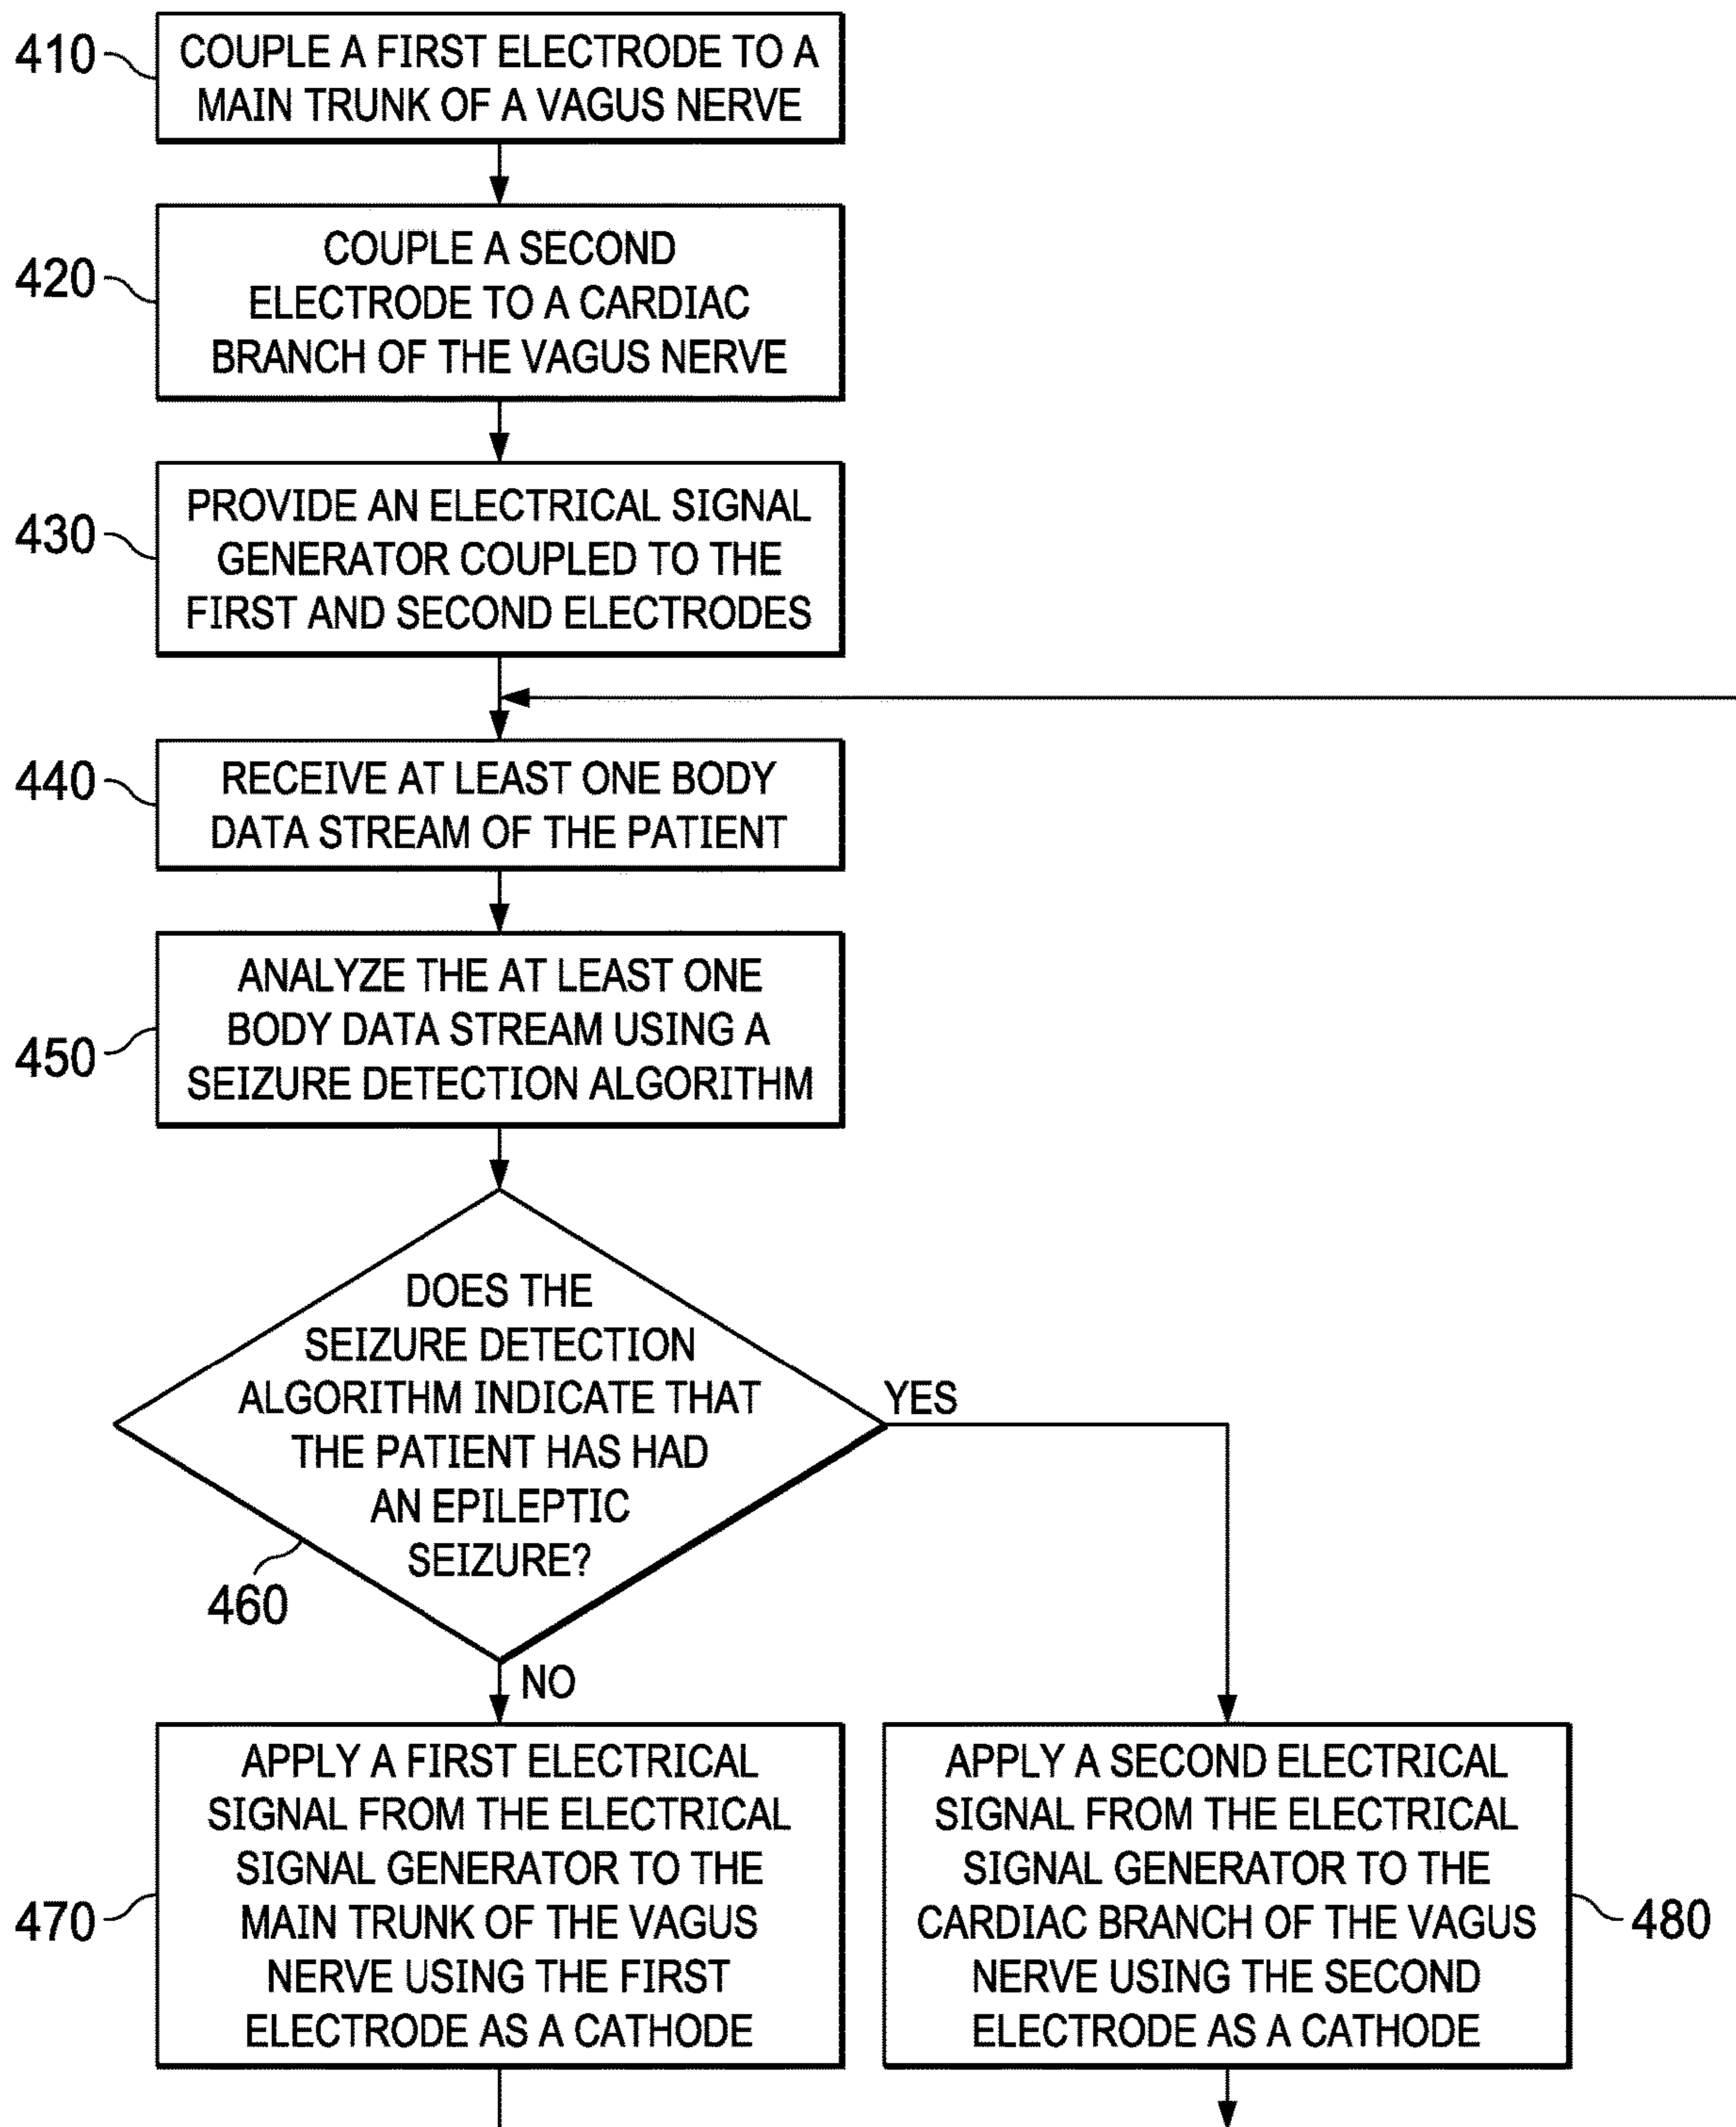 410
COUPLE A FIRST ELECTRODE TO A
MAIN TRUNK OF A VAGUS NERVE
420
COUPLE A SECOND
ELECTRODE TO A CARDIAC
BRANCH OF THE VAGUS NERVE
430
PROVIDE AN ELECTRICAL SIGNAL
GENERATOR COUPLED TO THE
FIRST AND SECOND ELECTRODES
440
RECEIVE AT LEAST ONE BODY
DATA STREAM OF THE PATIENT
450
ANALYZE THE AT LEAST ONE
BODY DATA STREAM USING A
SEIZURE DETECTION ALGORITHM
DOES THE
SEIZURE DETECTION
ALGORITHM INDICATE THAT
THE PATIENT HAS HAD
AN EPILEPTIC
SEIZURE?
460
YES
NO
470
APPLY A FIRST ELECTRICAL
SIGNAL FROM THE ELECTRICAL
SIGNAL GENERATOR TO THE
MAIN TRUNK OF THE VAGUS
NERVE USING THE FIRST
ELECTRODE AS A CATHODE
APPLY A SECOND ELECTRICAL
SIGNAL FROM THE ELECTRICAL
SIGNAL GENERATOR TO THE
CARDIAC BRANCH OF THE VAGUS
NERVE USING THE SECOND
ELECTRODE AS A CATHODE
480